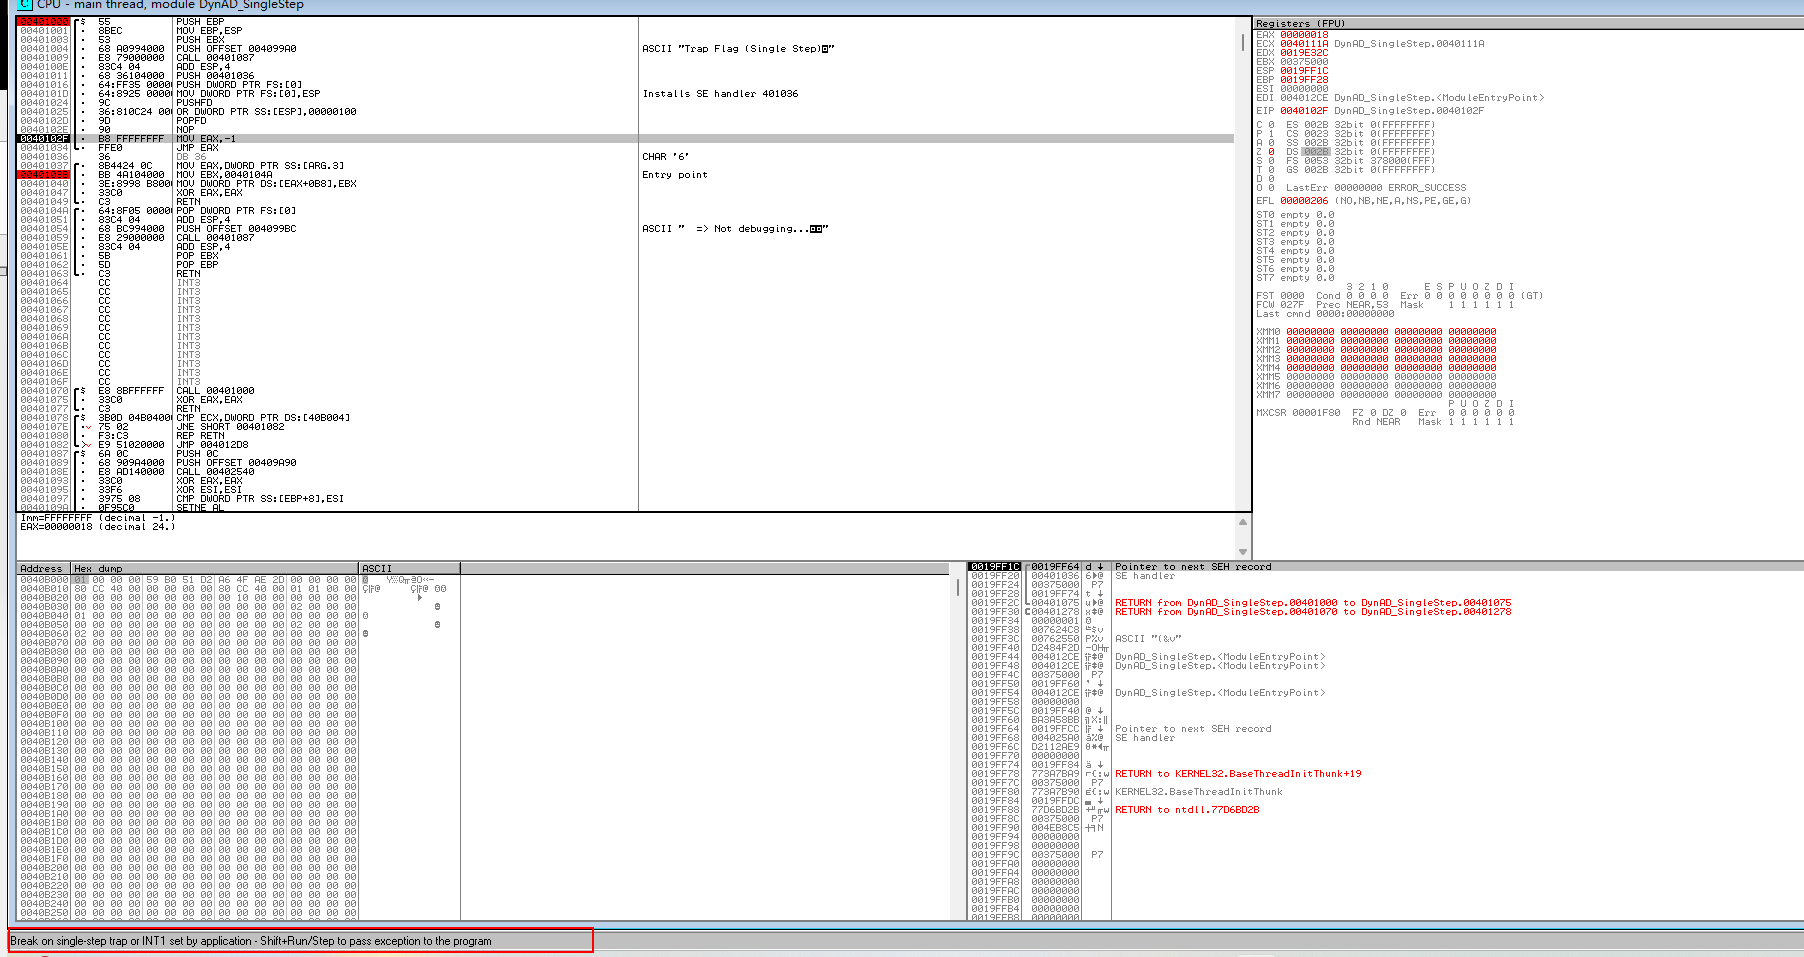 CPU - main thread, module DynAD_SingleStep
00401000 $ 55 PUSH EBP
00401001 · 8BEC MOV EBP,ESP
00401003 · 53 PUSH EBX
00401004 · 68 A0994000 PUSH OFFSET 004099A0 ASCII "Trap Flag (Single Step)"
00401009 · E8 79000000 CALL 00401087
0040100E · 83C4 04 ADD ESP,4
00401011 · 68 36104000 PUSH 00401036
00401016 · 64:FF35 0000 PUSH DWORD PTR FS:[0]
0040101D · 64:8925 0000 MOV DWORD PTR FS:[0],ESP Installs SE handler 401036
00401024 · 9C PUSHFD
00401025 · 36:810C24 00 OR DWORD PTR SS:[ESP],00000100
0040102D · 9D POPFD
0040102E · 90 NOP
0040102F · B8 FFFFFFFF MOV EAX,-1
00401034 · FFE0 JMP EAX
00401036 36 DB 36 CHAR '6'
00401037 · 8B4424 0C MOV EAX,DWORD PTR SS:[ARG.3]
0040103B · BB 4A104000 MOV EBX,0040104A Entry point
00401040 · 3E:8998 B800 MOV DWORD PTR DS:[EAX+0B8],EBX
00401047 · 33C0 XOR EAX,EAX
00401049 · C3 RETN
0040104A · 64:8F05 0000 POP DWORD PTR FS:[0]
00401051 · 83C4 04 ADD ESP,4
00401054 · 68 BC994000 PUSH OFFSET 004099BC ASCII " => Not debugging..."
00401059 · E8 29000000 CALL 00401087
0040105E · 83C4 04 ADD ESP,4
00401061 · 5B POP EBX
00401062 · 5D POP EBP
00401063 · C3 RETN
00401064 CC INT3
00401065 CC INT3
00401066 CC INT3
00401067 CC INT3
00401068 CC INT3
00401069 CC INT3
0040106A CC INT3
0040106B CC INT3
0040106C CC INT3
0040106D CC INT3
0040106E CC INT3
0040106F CC INT3
00401070 $ E8 8BFFFFFF CALL 00401000
00401075 · 33C0 XOR EAX,EAX
00401077 · C3 RETN
00401078 $ 3B0D 04B04000 CMP ECX,DWORD PTR DS:[40B004]
0040107E · 75 02 JNE SHORT 00401082
00401080 · F3:C3 REP RETN
00401082 > E9 51020000 JMP 004012D8
00401087 $ 6A 0C PUSH 0C
00401089 · 68 909A4000 PUSH OFFSET 00409A90
0040108E · E8 AD140000 CALL 00402540
00401093 · 33C0 XOR EAX,EAX
00401095 · 33F6 XOR ESI,ESI
00401097 · 3975 08 CMP DWORD PTR SS:[EBP+8],ESI
0040109A · 0F95C0 SETNE AL
Imm=FFFFFFFF (decimal -1.)
EAX=00000018 (decimal 24.)
Registers (FPU)
EAX 00000018
ECX 0040111A DynAD_SingleStep.0040111A
EDX 0019E32C
EBX 00375000
ESP 0019FF1C
EBP 0019FF28
ESI 00000000
EDI 004012CE DynAD_SingleStep.<ModuleEntryPoint>
EIP 0040102F DynAD_SingleStep.0040102F
C 0 ES 002B 32bit 0(FFFFFFFF)
P 1 CS 0023 32bit 0(FFFFFFFF)
A 0 SS 002B 32bit 0(FFFFFFFF)
Z 0 DS 002B 32bit 0(FFFFFFFF)
S 0 FS 0053 32bit 378000(FFF)
T 0 GS 002B 32bit 0(FFFFFFFF)
D 0
O 0 LastErr 00000000 ERROR_SUCCESS
EFL 00000206 (NO,NB,NE,A,NS,PE,GE,G)
ST0 empty 0.0
ST1 empty 0.0
ST2 empty 0.0
ST3 empty 0.0
ST4 empty 0.0
ST5 empty 0.0
ST6 empty 0.0
ST7 empty 0.0
3 2 1 0 E S P U O Z D I
FST 0000 Cond 0 0 0 0 Err 0 0 0 0 0 0 0 0 (GT)
FCW 027F Prec NEAR,53 Mask 1 1 1 1 1 1
Last cmnd 0000:00000000
XMM0 00000000 00000000 00000000 00000000
XMM1 00000000 00000000 00000000 00000000
XMM2 00000000 00000000 00000000 00000000
XMM3 00000000 00000000 00000000 00000000
XMM4 00000000 00000000 00000000 00000000
XMM5 00000000 00000000 00000000 00000000
XMM6 00000000 00000000 00000000 00000000
XMM7 00000000 00000000 00000000 00000000
P U O Z D I
MXCSR 00001F80 FZ 0 DZ 0 Err 0 0 0 0 0 0
Rnd NEAR Mask 1 1 1 1 1 1
Address Hex dump ASCII
0040B000 01 00 00 00 59 B0 51 D2 A6 4F AE 2D 00 00 00 00
0040B010 80 CC 40 00 00 00 00 00 80 CC 40 00 01 01 00 00
0040B020 00 00 00 00 00 00 00 00 00 10 00 00 00 00 00 00
0040B030 00 00 00 00 00 00 00 00 00 00 00 00 02 00 00 00
0040B040 01 00 00 00 00 00 00 00 00 00 00 00 00 00 00 00
0040B050 00 00 00 00 00 00 00 00 00 00 00 00 02 00 00 00
0040B060 02 00 00 00 00 00 00 00 00 00 00 00 00 00 00 00
0019FF1C 0019FF64 Pointer to next SEH record
0019FF20 00401036 SE handler
0019FF24 00375000 P7
0019FF28 0019FF74
0019FF2C 00401075 RETURN from DynAD_SingleStep.00401000 to DynAD_SingleStep.00401075
0019FF30 00401278 RETURN from DynAD_SingleStep.00401070 to DynAD_SingleStep.00401278
0019FF34 00000001
0019FF38 007624C8
0019FF3C 00762550 ASCII "(&v"
0019FF40 D2484F2D
0019FF44 004012CE DynAD_SingleStep.<ModuleEntryPoint>
0019FF48 004012CE DynAD_SingleStep.<ModuleEntryPoint>
0019FF4C 00375000 P7
0019FF50 0019FF60
0019FF54 004012CE DynAD_SingleStep.<ModuleEntryPoint>
0019FF58 00000000
0019FF5C 0019FF40
0019FF60 BA3A58BB
0019FF64 0019FFCC Pointer to next SEH record
0019FF68 004025A0 SE handler
0019FF6C D2112AE9
0019FF70 00000000
0019FF74 0019FF84
0019FF78 773A7BA9 RETURN to KERNEL32.BaseThreadInitThunk+19
0019FF7C 00375000 P7
0019FF80 773A7B90 KERNEL32.BaseThreadInitThunk
0019FF84 0019FFDC
0019FF88 77D6BD2B RETURN to ntdll.77D6BD2B
0019FF8C 00375000 P7
0019FF90 004EB8C5
0019FF94 00000000
0019FF98 00000000
0019FF9C 00375000 P7
0019FFA0 00000000
0019FFA4 00000000
0019FFA8 00000000
0019FFAC 00000000
0019FFB0 00000000
0019FFB4 00000000
0019FFB8 00000000
Break on single-step trap or INT1 set by application - Shift+Run/Step to pass exception to the program